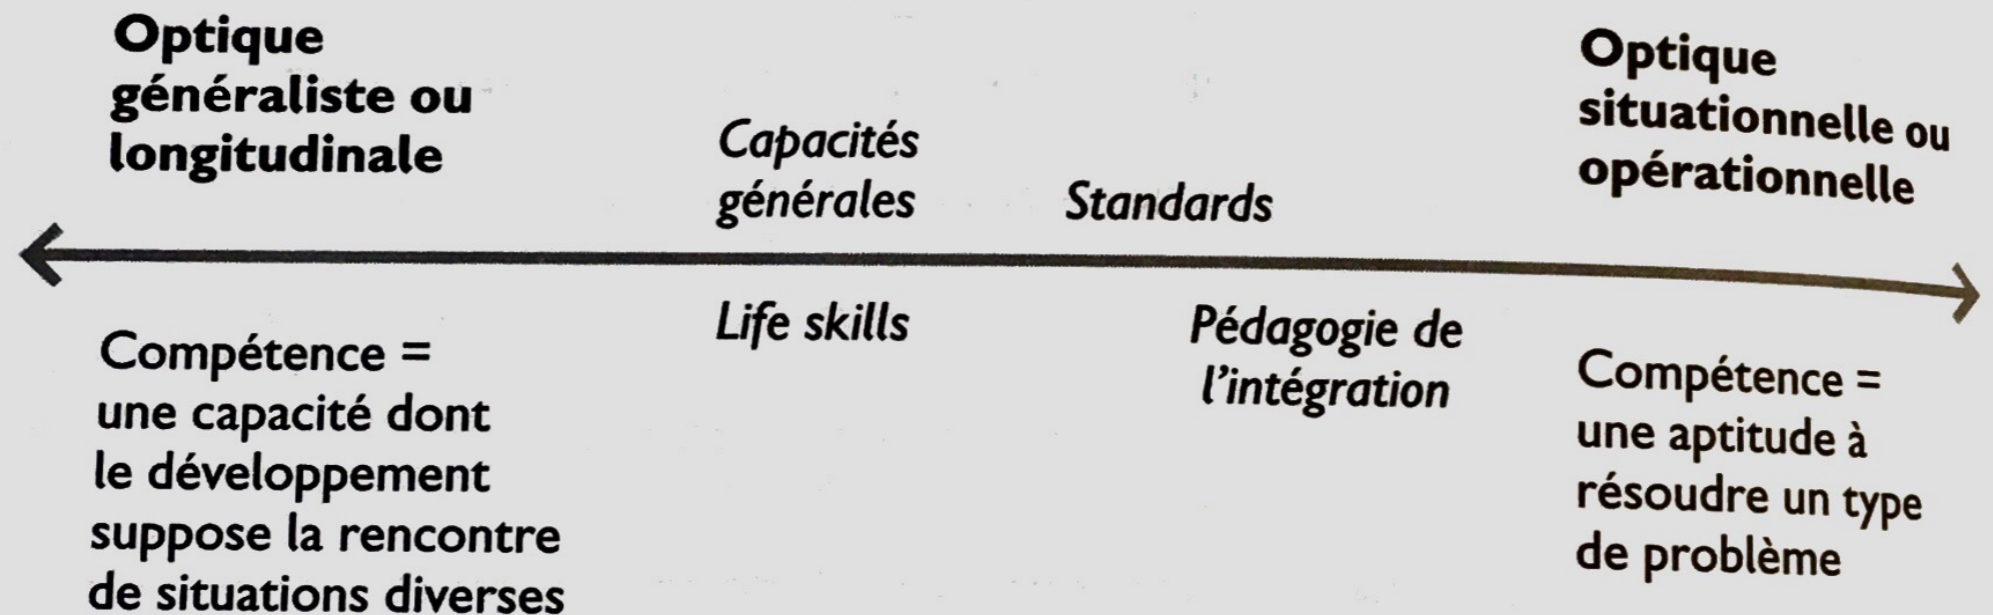 Optique
généraliste ou
longitudinale
Capacités
générales
Standards
Optique
situationnelle ou
opérationnelle
Compétence =
une capacité dont
le développement
suppose la rencontre
de situations diverses
Life skills
Pédagogie de
l'intégration
Compétence =
une aptitude à
résoudre un type
de problème